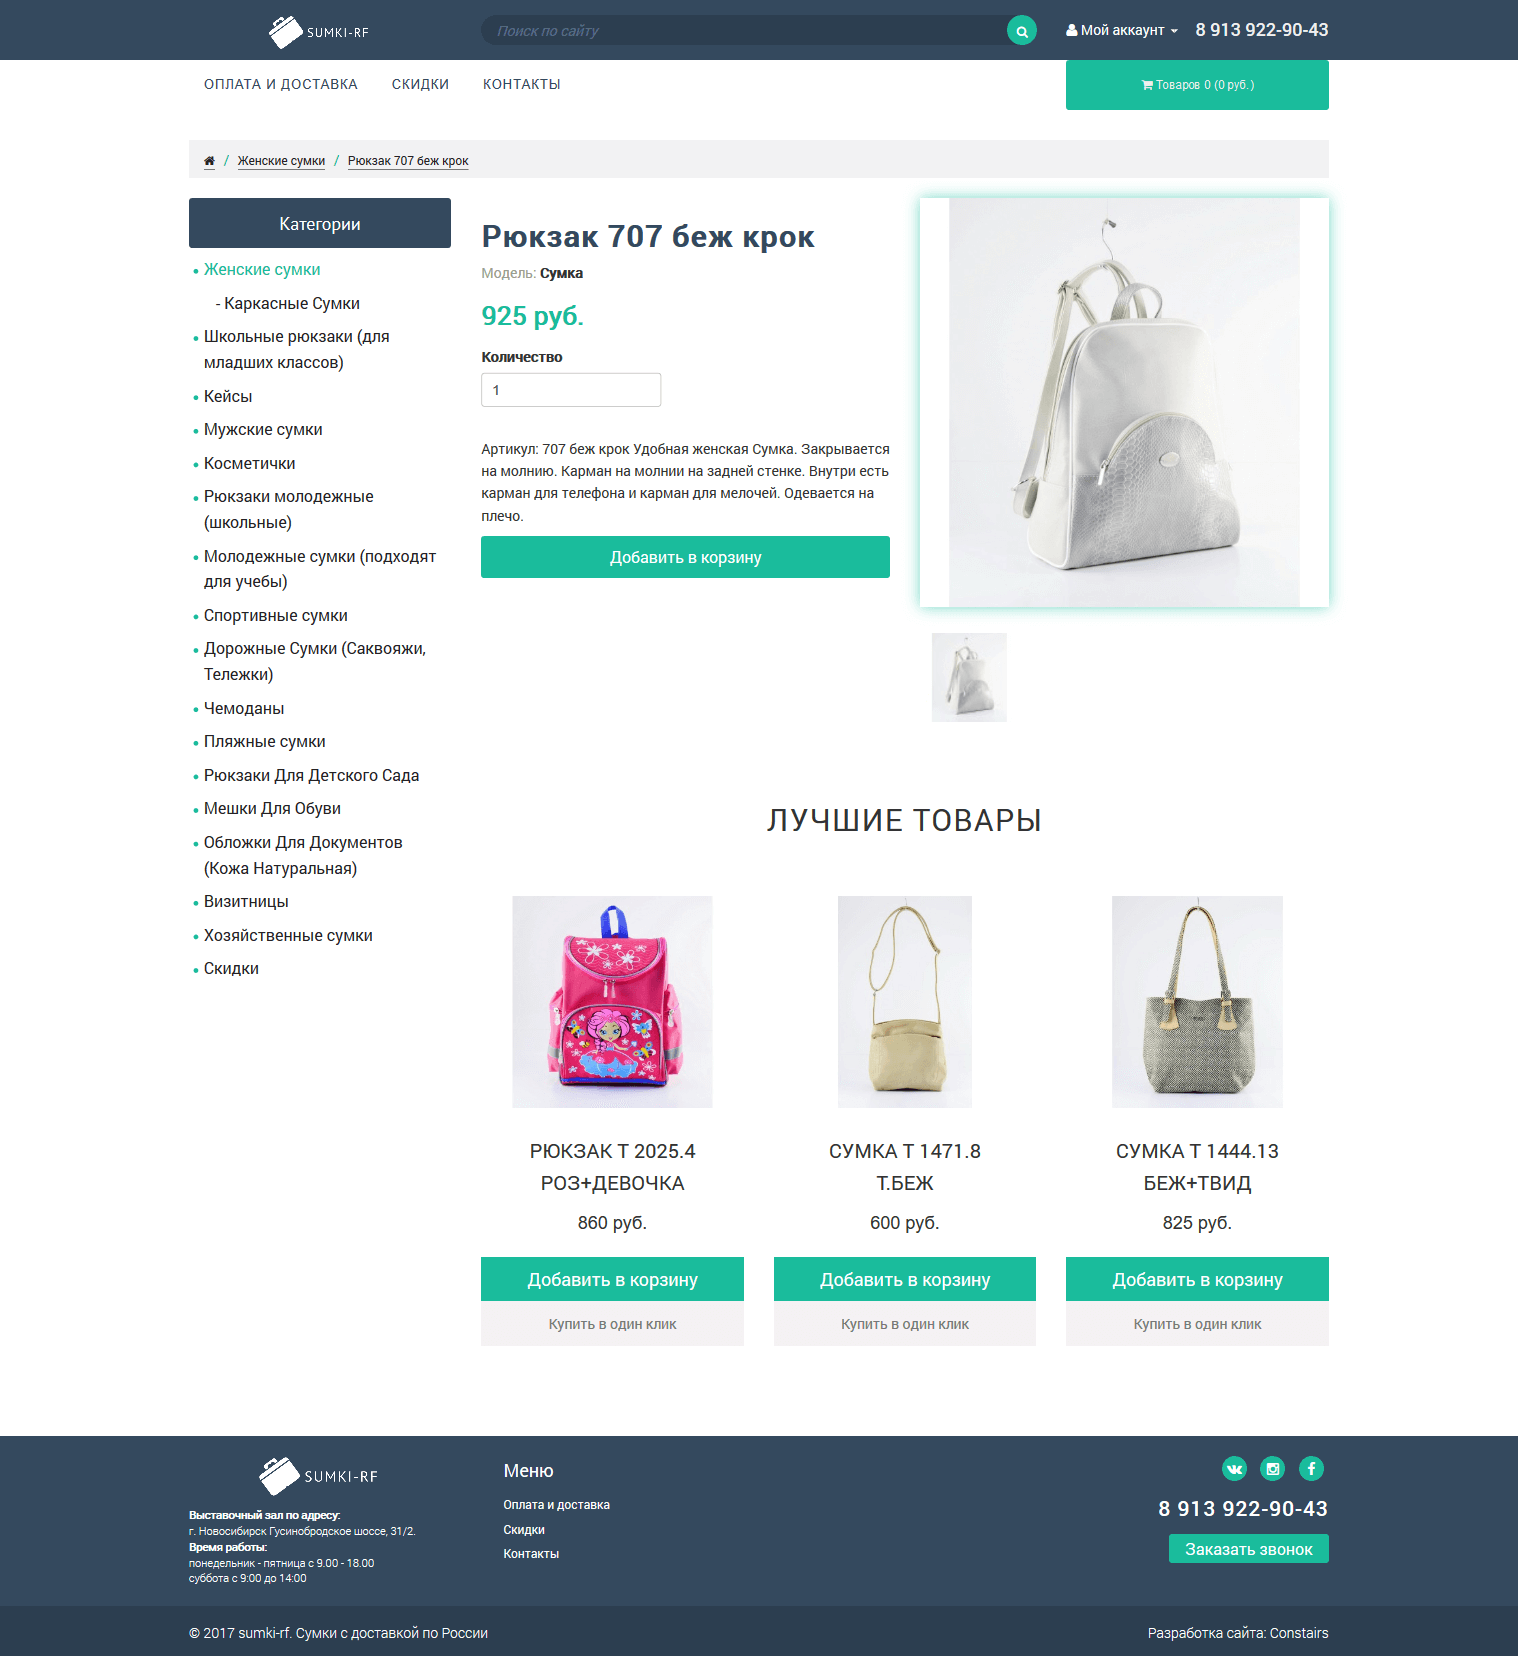 SUMKI-RF
Поиск по сайту
Мой аккаунт
8 913 922-90-43
ОПЛАТА И ДОСТАВКА
СКИДКИ
КОНТАКТЫ
Товаров 0 (0 руб.)
/ Женские сумки / Рюкзак 707 беж крок
Категории
Женские сумки
- Каркасные Сумки
Школьные рюкзаки (для
младших классов)
Кейсы
Мужские сумки
Косметички
Рюкзаки молодежные
(школьные)
Молодежные сумки (подходят
для учебы)
Спортивные сумки
Дорожные Сумки (Саквояжи,
Тележки)
Чемоданы
Пляжные сумки
Рюкзаки Для Детского Сада
Мешки Для Обуви
Обложки Для Документов
(Кожа Натуральная)
Визитницы
Хозяйственные сумки
Скидки
Рюкзак 707 беж крок
Модель: Сумка
925 руб.
Количество
1
Артикул: 707 беж крок Удобная женская Сумка. Закрывается
на молнию. Карман на молнии на задней стенке. Внутри есть
карман для телефона и карман для мелочей. Одевается на
плечо.
Добавить в корзину
ЛУЧШИЕ ТОВАРЫ
РЮКЗАК Т 2025.4
РОЗ+ДЕВОЧКА
860 руб.
Добавить в корзину
Купить в один клик
СУМКА Т 1471.8
Т.БЕЖ
600 руб.
Добавить в корзину
Купить в один клик
СУМКА Т 1444.13
БЕЖ+ТВИД
825 руб.
Добавить в корзину
Купить в один клик
SUMKI-RF
Выставочный зал по адресу:
г. Новосибирск Гусинобродское шоссе, 31/2.
Время работы:
понедельник - пятница с 9.00 - 18.00
суббота с 9:00 до 14:00
Меню
Оплата и доставка
Скидки
Контакты
8 913 922-90-43
Заказать звонок
© 2017 sumki-rf. Сумки с доставкой по России
Разработка сайта: Constairs